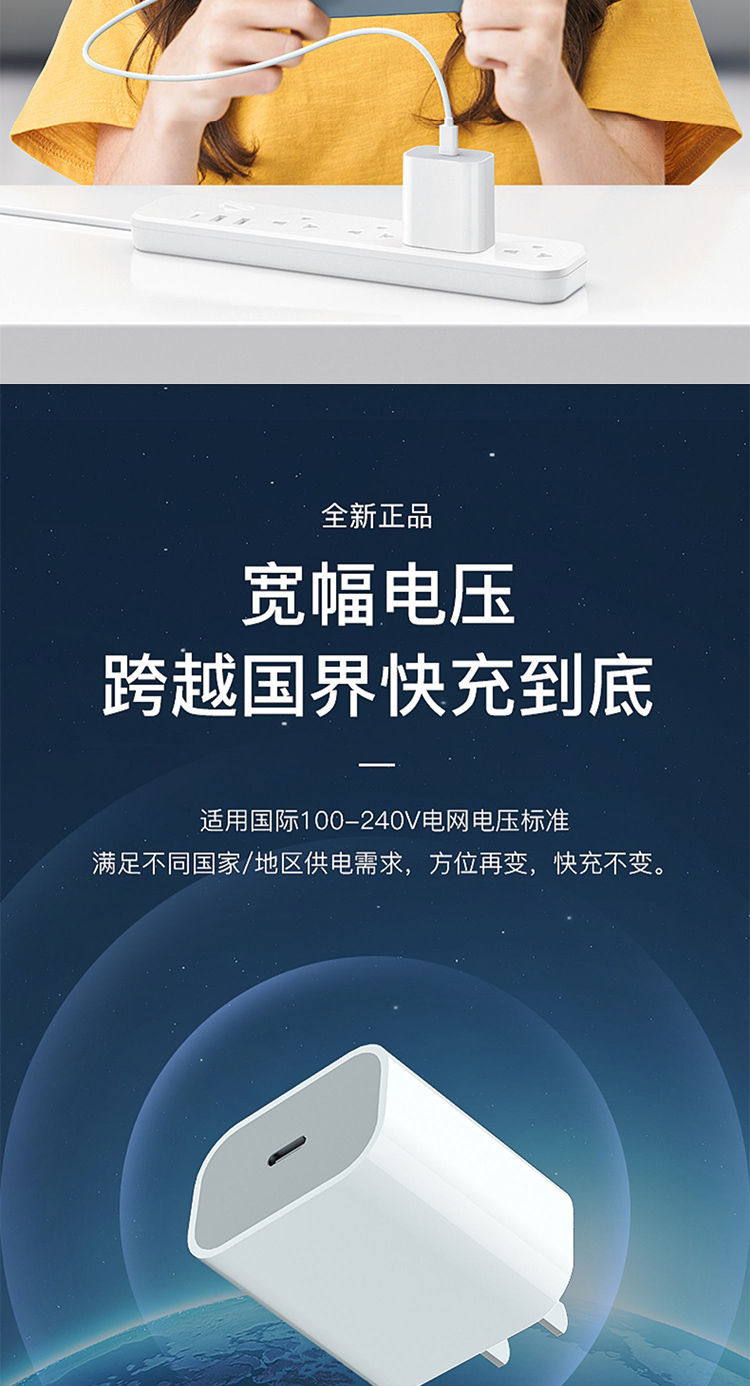 全新正品
宽幅电压
跨越国界快充到底
适用国际100-240V电网电压标准
满足不同国家/地区供电需求，方位再变，快充不变。